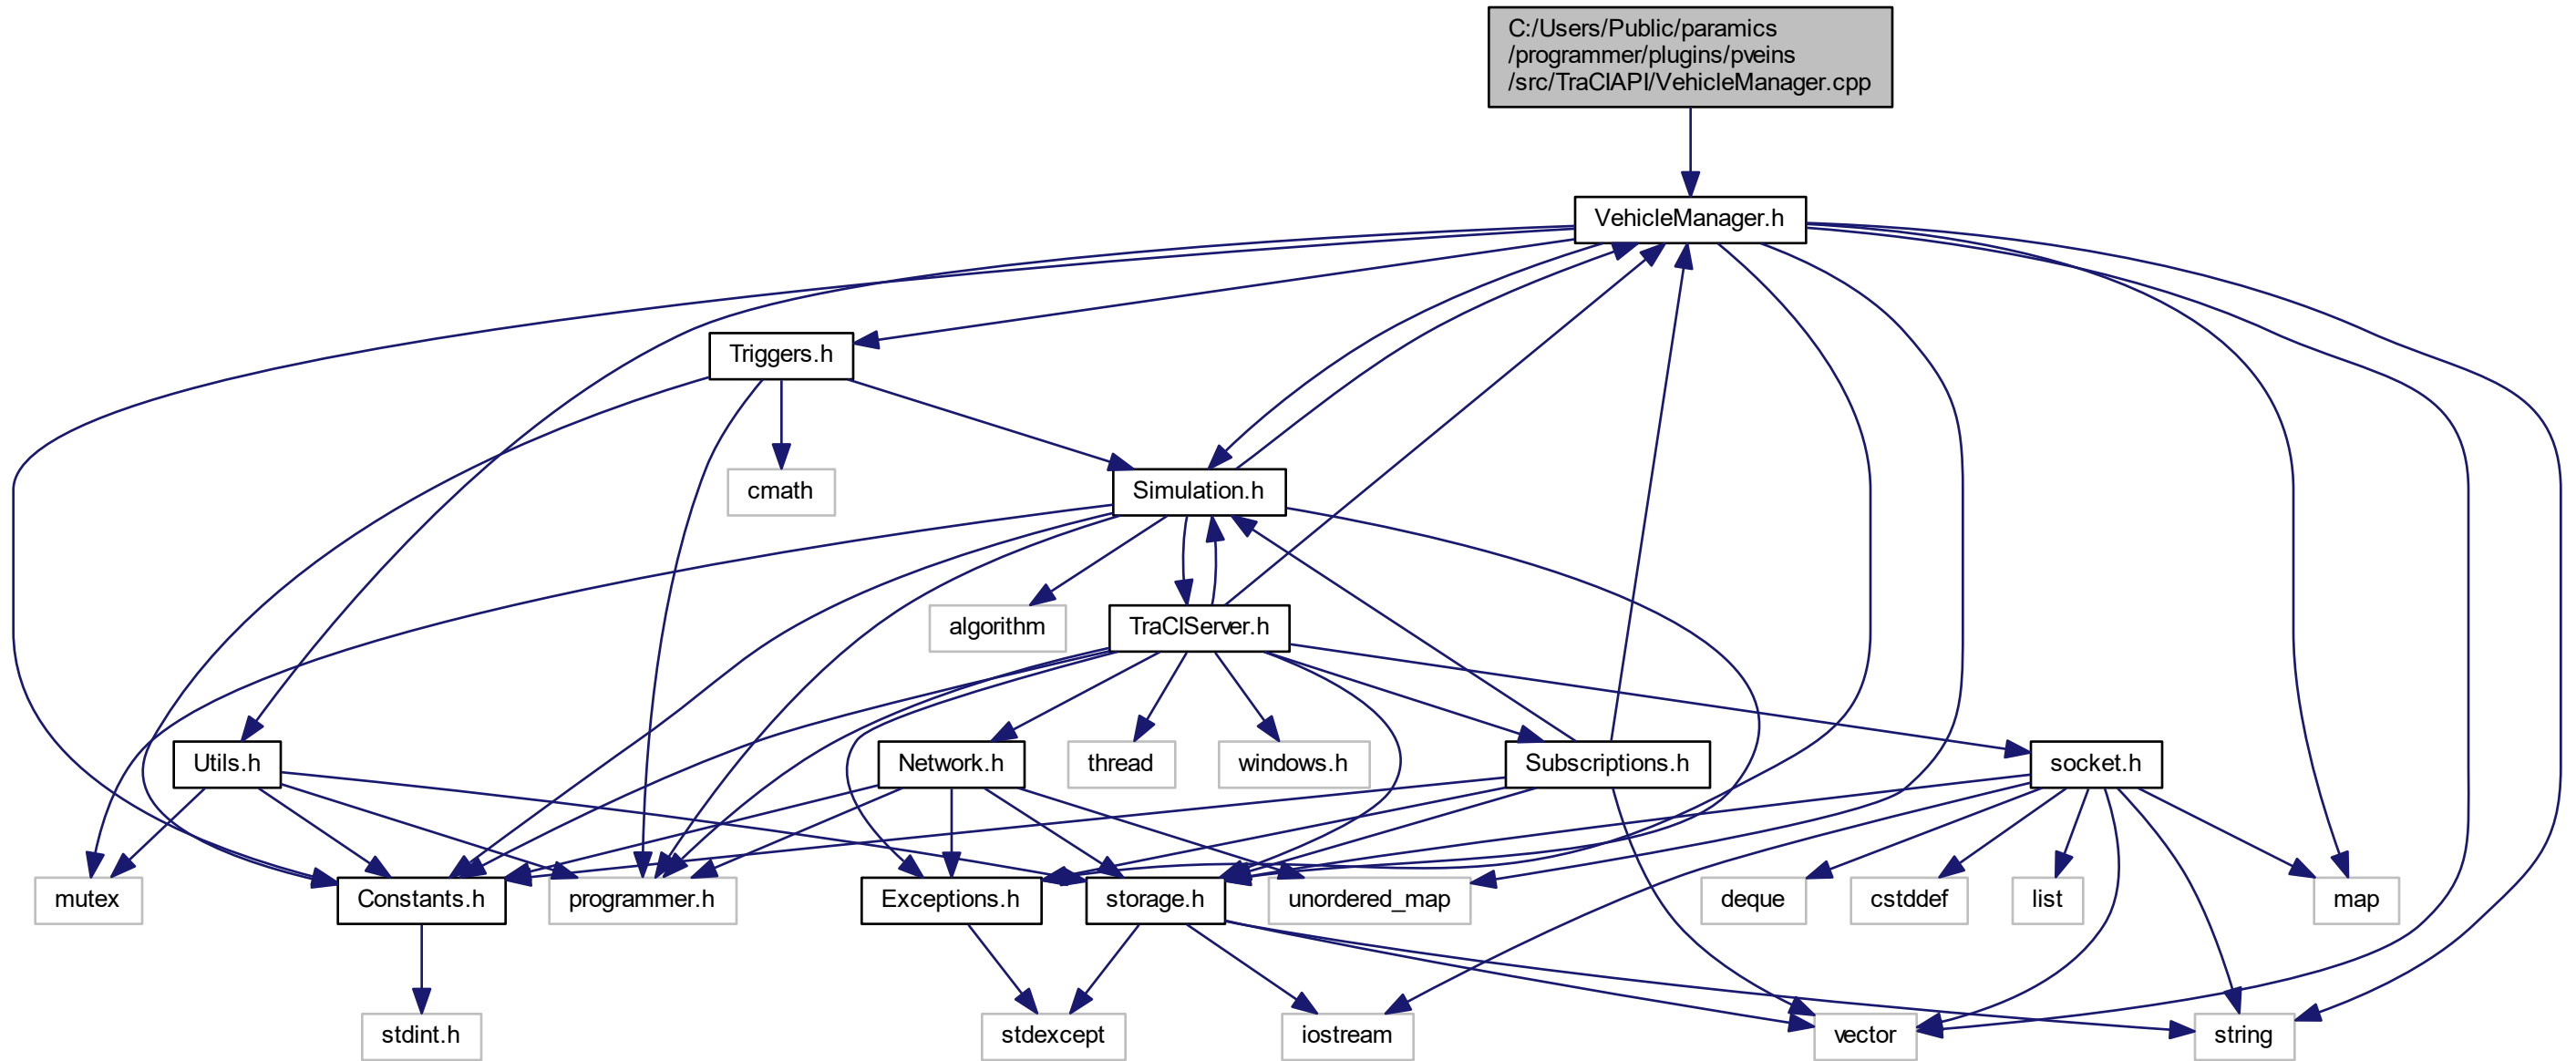 C:/Users/Public/paramics
/programmer/plugins/pveins
/src/TraCIAPI/VehicleManager.cpp
VehicleManager.h
Triggers.h
cmath
Simulation.h
algorithm
TraCIServer.h
Utils.h
Network.h
thread
windows.h
Subscriptions.h
socket.h
mutex
Constants.h
programmer.h
Exceptions.h
storage.h
unordered_map
deque
cstddef
list
map
stdint.h
stdexcept
iostream
vector
string